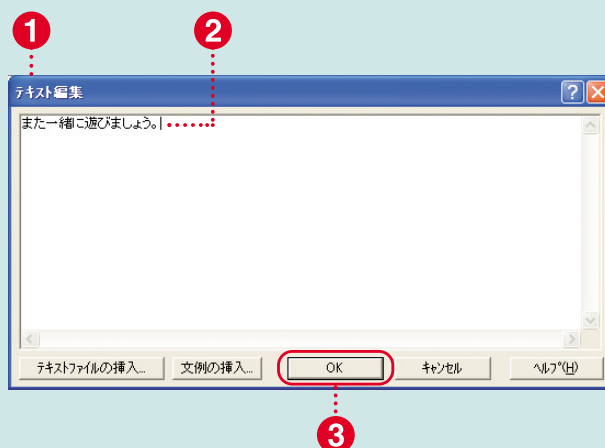 1 2
ﾃｷｽﾄ編集
また一緒に遊びましょう。
ﾃｷｽﾄﾌｧｲﾙの挿入... 文例の挿入... OK ｷｬﾝｾﾙ ﾍﾙﾌﾟ(H)
3